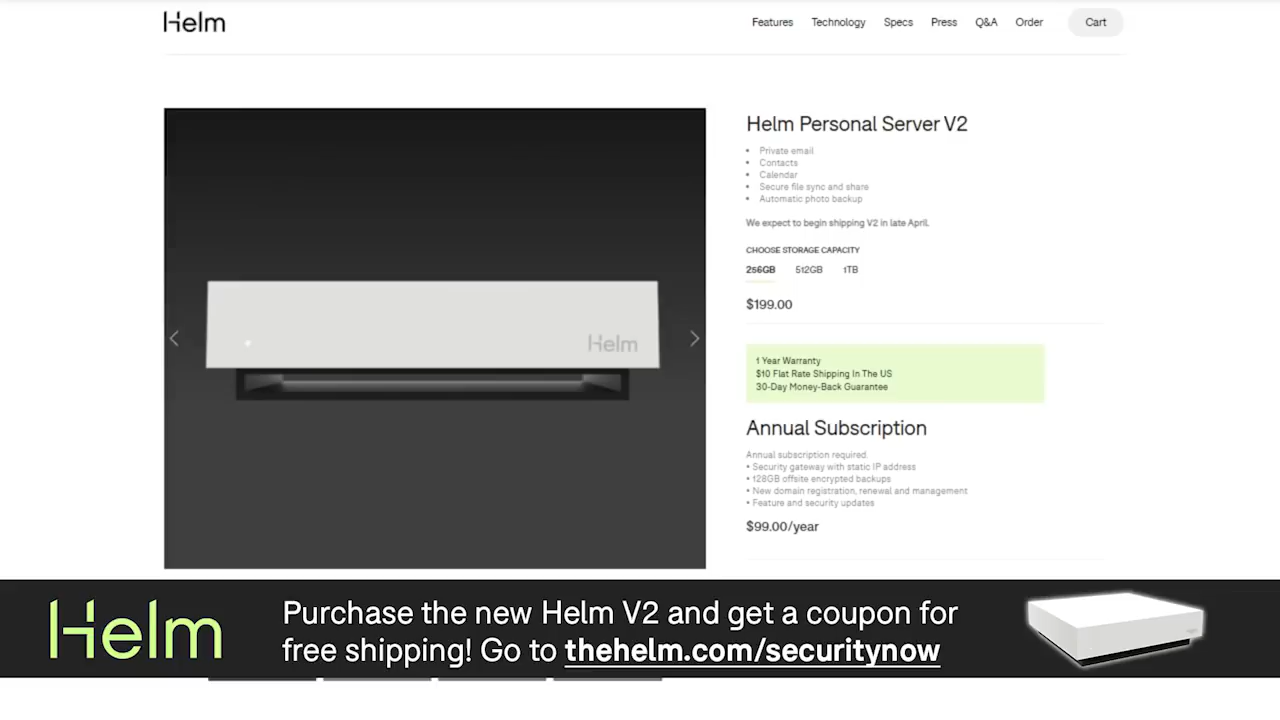 Helm
Features Technology Specs Press Q&A Order Cart
Helm Personal Server V2
• Private email
• Contacts
• Calendar
• Secure file sync and share
• Automatic photo backup
We expect to begin shipping V2 in late April.
CHOOSE STORAGE CAPACITY
256GB 512GB 1TB
$199.00
Helm
1 Year Warranty
$10 Flat Rate Shipping In The US
30-Day Money-Back Guarantee
Annual Subscription
Annual subscription required.
• Security gateway with static IP address
• 128GB offsite encrypted backups
• New domain registration, renewal and management
• Feature and security updates
$99.00/year
Helm
Purchase the new Helm V2 and get a coupon for
free shipping! Go to thehelm.com/securitynow